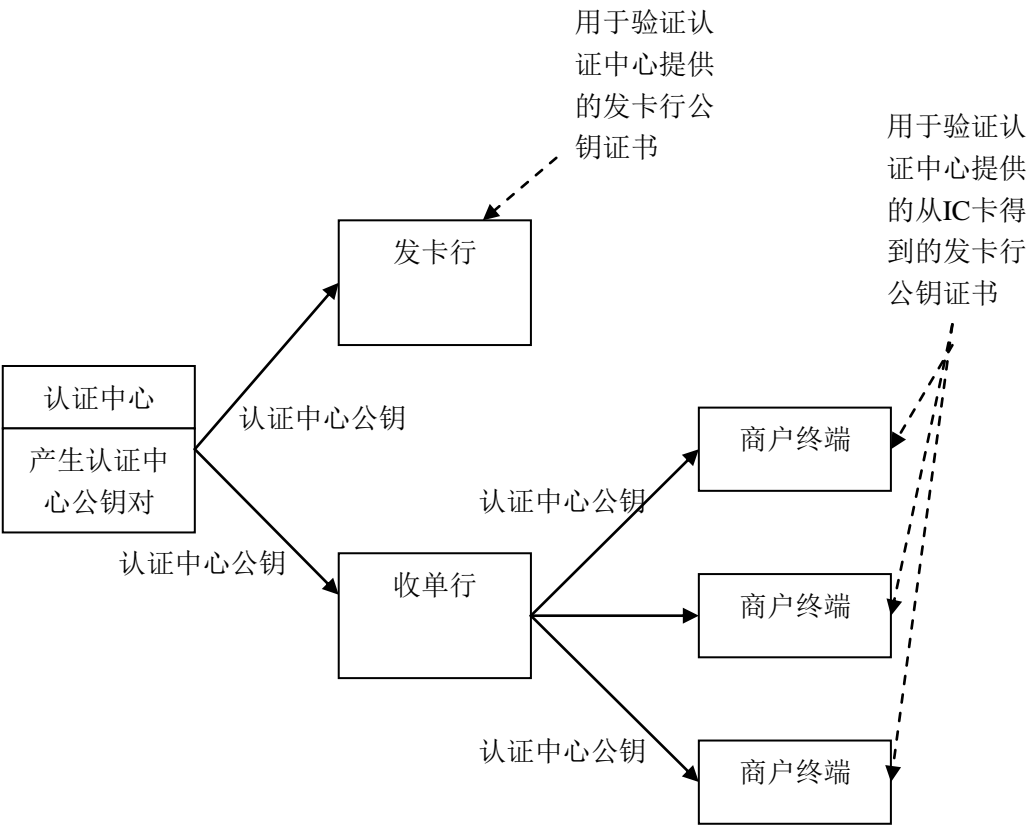 用于验证认
证中心提供
的发卡行公
钥证书
用于验证认
证中心提供
的从IC卡得
到的发卡行
公钥证书
发卡行
认证中心
产生认证中
心公钥对
认证中心公钥
认证中心公钥
收单行
认证中心公钥
商户终端
商户终端
认证中心公钥
商户终端